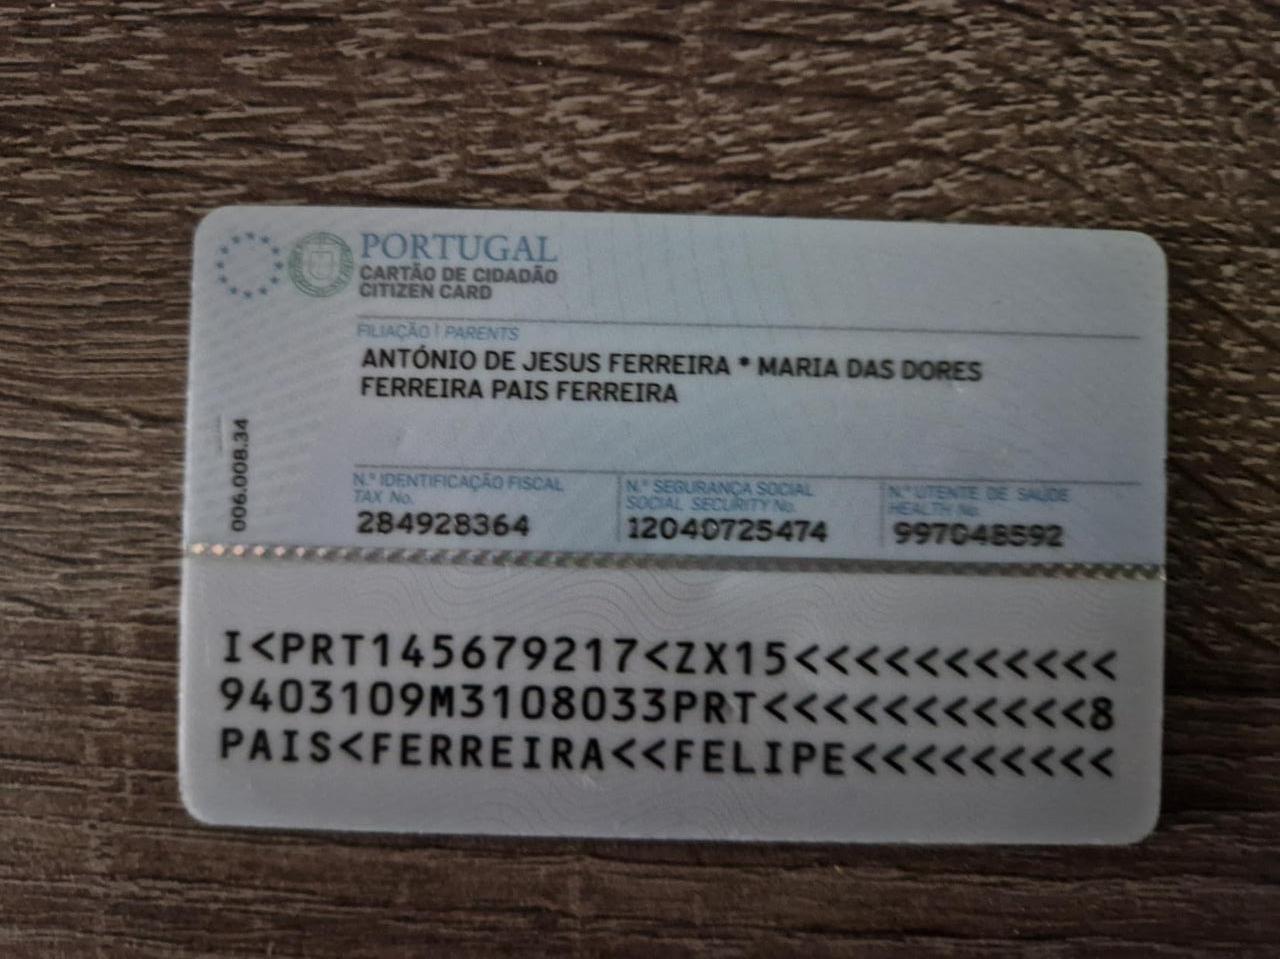 PORTUGAL
CARTÃO DE CIDADÃO
CITIZEN CARD
FILIAÇÃO | PARENTS
ANTÓNIO DE JESUS FERREIRA * MARIA DAS DORES
FERREIRA PAIS FERREIRA
006.008.34
N.º IDENTIFICAÇÃO FISCAL
TAX No.
284928364
N.º SEGURANÇA SOCIAL
SOCIAL SECURITY No.
12040725474
N.º UTENTE DE SAÚDE
HEALTH No.
997048592
I<PRT145679217<ZX15<<<<<<<<<<<
9403109M3108033PRT<<<<<<<<<<<8
PAIS<FERREIRA<<FELIPE<<<<<<<<<